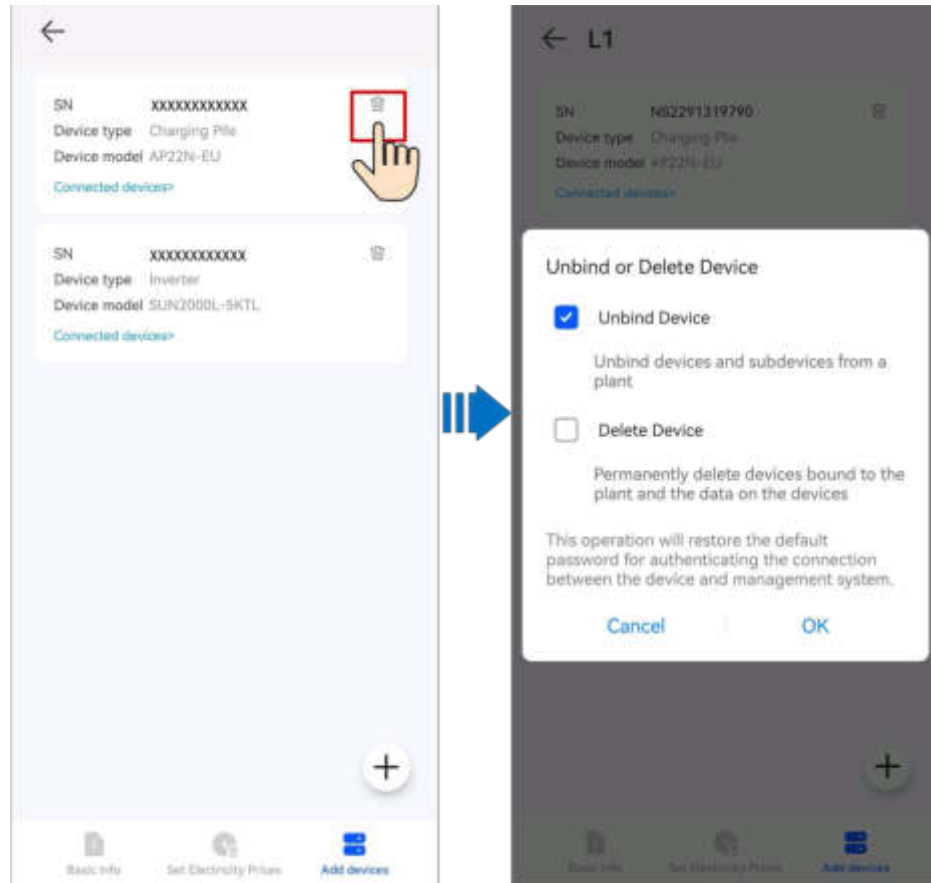 SN XXXXXXXXXXXX
Device type Charging Pile
Device model AP22N-EU
Connected devices>
SN XXXXXXXXXXXX
Device type Inverter
Device model SUN2000L-5KTL
Connected devices>
Basic info
Set Electricity Prices
Add devices
L1
SN NS2291319790
Device type Charging Pile
Device model AP22N-EU
Connected devices>
Unbind or Delete Device
Unbind Device
Unbind devices and subdevices from a
plant
Delete Device
Permanently delete devices bound to the
plant and the data on the devices
This operation will restore the default
password for authenticating the connection
between the device and management system.
Cancel
OK
Basic info
Set Electricity Prices
Add devices